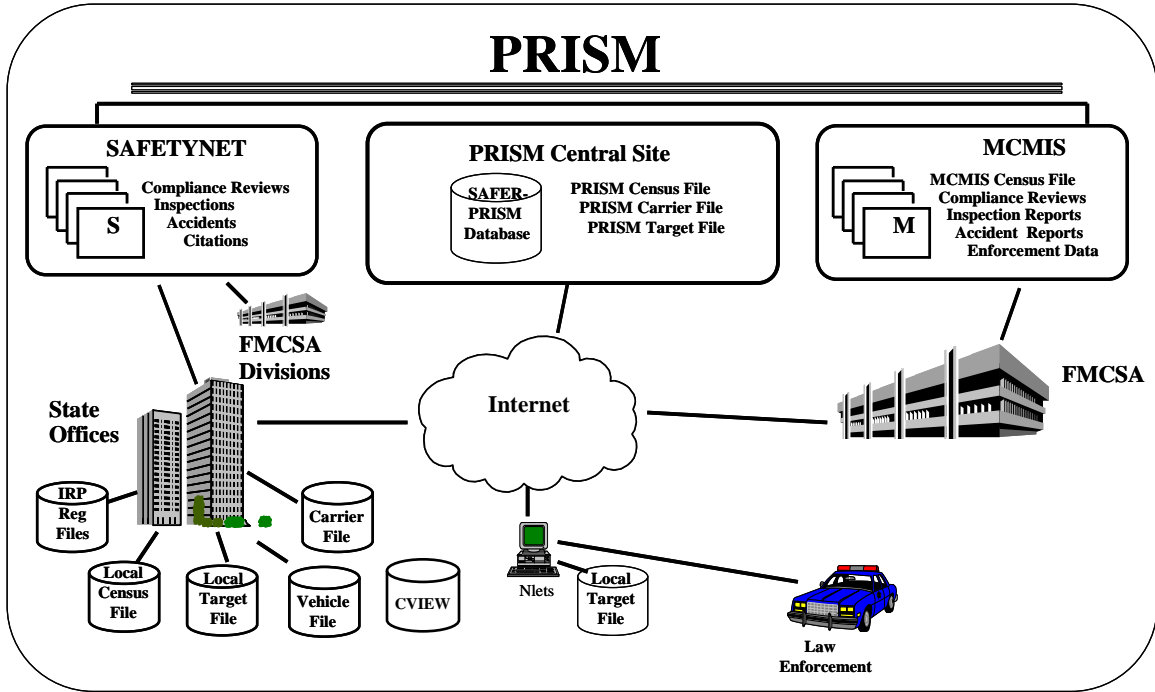 PRISM
SAFETYNET
S
Compliance Reviews
Inspections
Accidents
Citations
PRISM Central Site
SAFER-
PRISM
Database
PRISM Census File
PRISM Carrier File
PRISM Target File
MCMIS
M
MCMIS Census File
Compliance Reviews
Inspection Reports
Accident Reports
Enforcement Data
FMCSA
Divisions
State
Offices
Internet
FMCSA
IRP
Reg
Files
Carrier
File
Local
Census
File
Local
Target
File
Vehicle
File
CVIEW
Nlets
Local
Target
File
Law
Enforcement